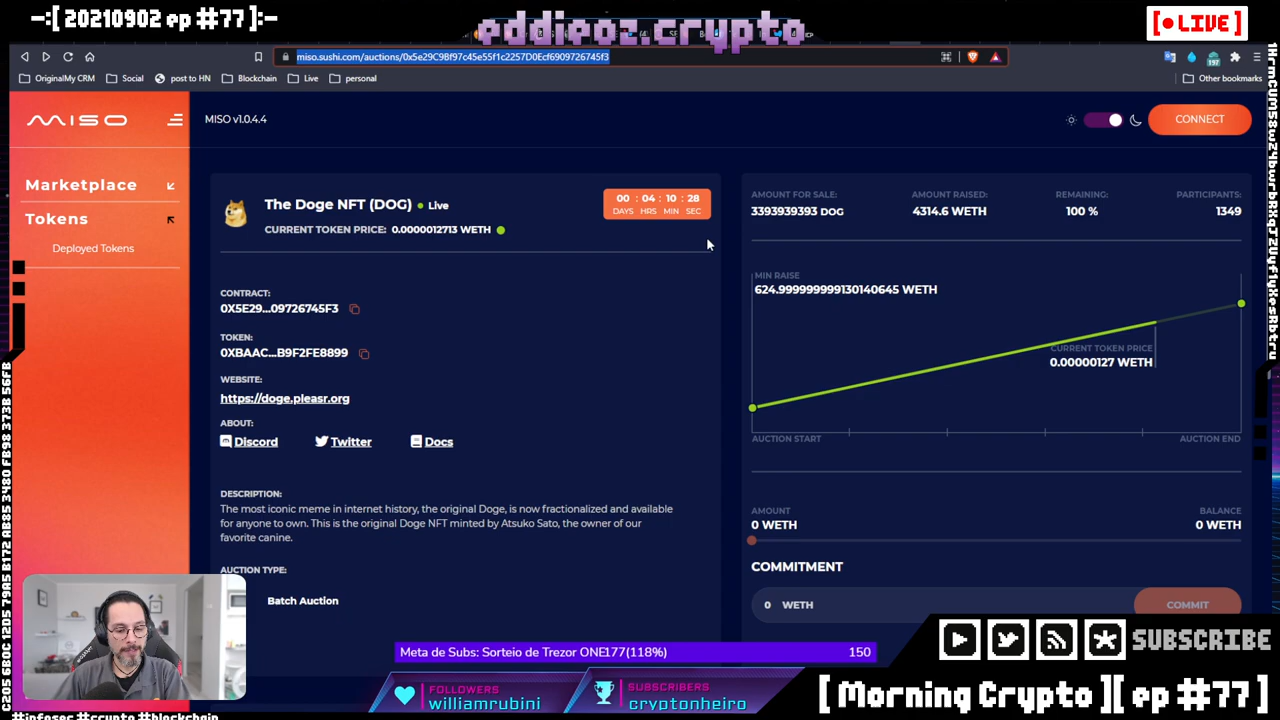 -:[ 20210902 ep #77 ]:-
eddieoz.crypto
[ LIVE ]
miso.sushi.com/auctions/0x5e29C98f97c45e55f1c2257D0Ecf6909726745f3
197
OriginalMy CRM
Social
post to HN
Blockchain
Live
personal
Other bookmarks
MISO
MISO v1.0.4.4
CONNECT
Marketplace
Tokens
Deployed Tokens
The Doge NFT (DOG)
Live
CURRENT TOKEN PRICE: 0.0000012713 WETH
00 : 04 : 10 : 28
DAYS HRS MIN SEC
CONTRACT:
0X5E29...09726745F3
TOKEN:
0XBAAC...B9F2FE8899
WEBSITE:
https://doge.pleasr.org
ABOUT:
Discord
Twitter
Docs
DESCRIPTION:
The most iconic meme in internet history, the original Doge, is now fractionalized and available
for anyone to own. This is the original Doge NFT minted by Atsuko Sato, the owner of our
favorite canine.
AUCTION TYPE:
Batch Auction
AMOUNT FOR SALE:
3393939393 DOG
AMOUNT RAISED:
4314.6 WETH
REMAINING:
100 %
PARTICIPANTS:
1349
MIN RAISE
624.999999999130140645 WETH
CURRENT TOKEN PRICE
0.00000127 WETH
AUCTION START
AUCTION END
AMOUNT
0 WETH
BALANCE
0 WETH
COMMITMENT
0 WETH
COMMIT
Meta de Subs: Sorteio de Trezor ONE177(118%)
150
FOLLOWERS
williamrubini
SUBSCRIBERS
cryptonheiro
SUBSCRIBE
[ Morning Crypto ][ ep #77 ]